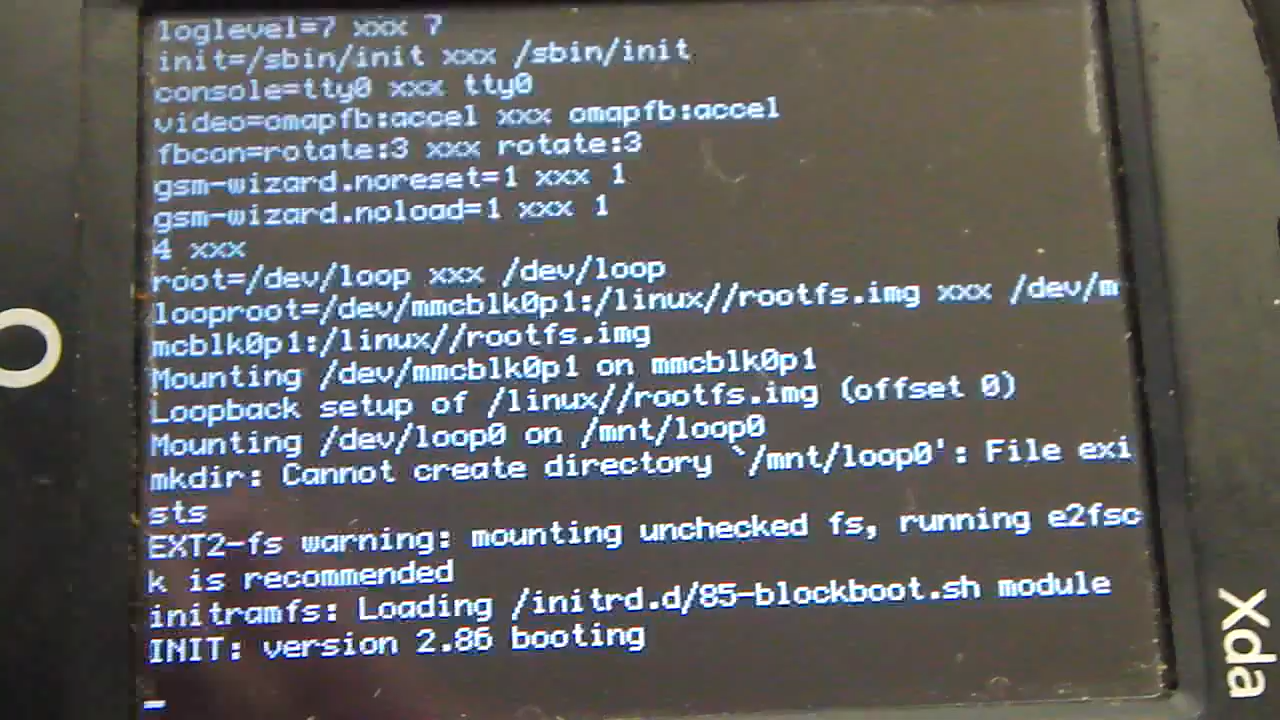 loglevel=7 xxx 7
init=/sbin/init xxx /sbin/init
console=tty0 xxx tty0
video=omapfb:accel xxx omapfb:accel
fbcon=rotate:3 xxx rotate:3
gsm-wizard.noreset=1 xxx 1
gsm-wizard.noload=1 xxx 1
4 xxx
root=/dev/loop xxx /dev/loop
looproot=/dev/mmcblk0p1:/linux//rootfs.img xxx /dev/m
mcblk0p1:/linux//rootfs.img
Mounting /dev/mmcblk0p1 on mmcblk0p1
Loopback setup of /linux//rootfs.img (offset 0)
Mounting /dev/loop0 on /mnt/loop0
mkdir: Cannot create directory `/mnt/loop0': File exi
sts
EXT2-fs warning: mounting unchecked fs, running e2fsc
k is recommended
initramfs: Loading /initrd.d/85-blockboot.sh module
INIT: version 2.86 booting
Xda